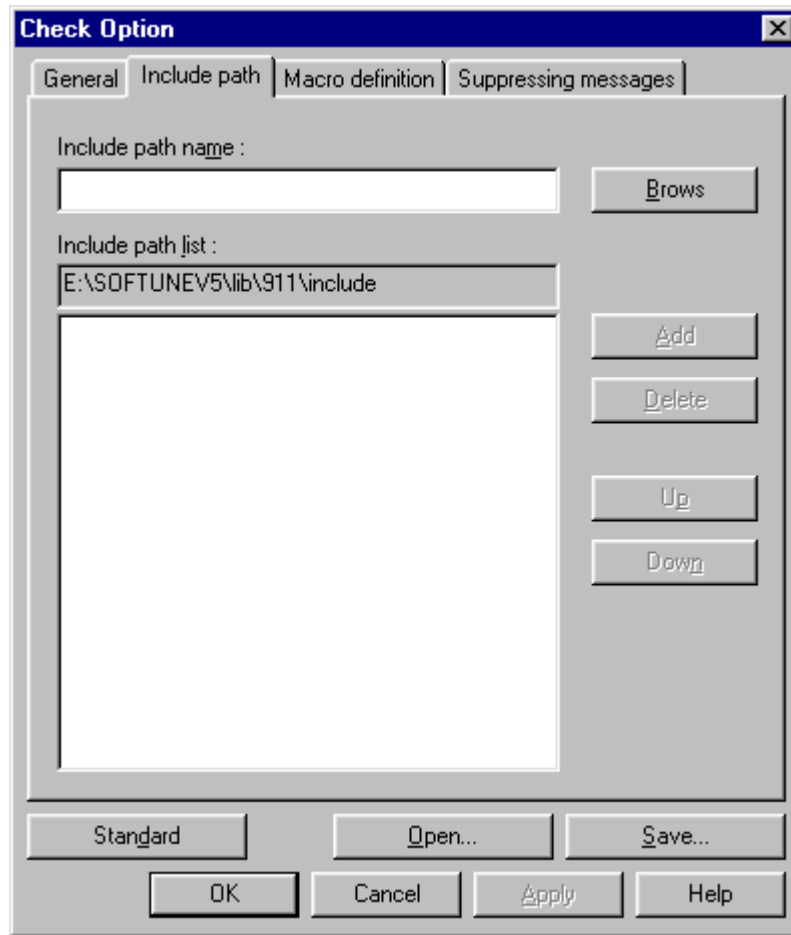 Check Option
General Include path Macro definition Suppressing messages
Include path name :
Brows
Include path list :
E:\SOFTUNEV5\lib\911\include
Add
Delete
Up
Down
Standard Open... Save...
OK Cancel Apply Help